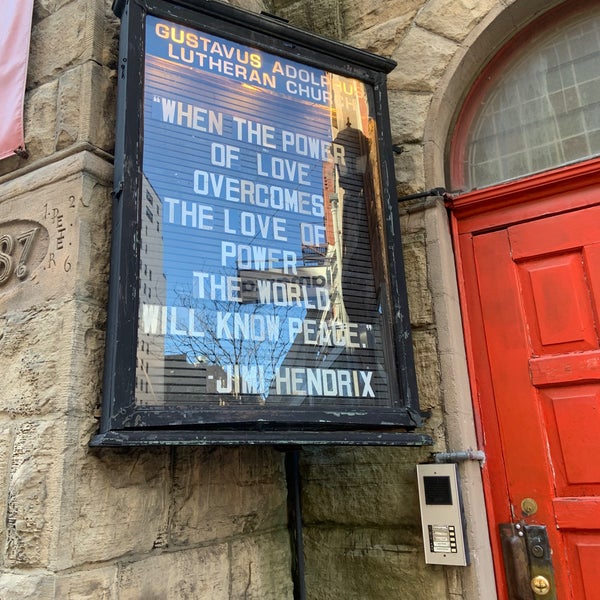 GUSTAVUS ADOLPHUS
LUTHERAN CHURCH
"WHEN THE POWER
OF LOVE
OVERCOMES
THE LOVE OF
POWER
THE WORLD
WILL KNOW PEACE."
-JIMI HENDRIX
87.